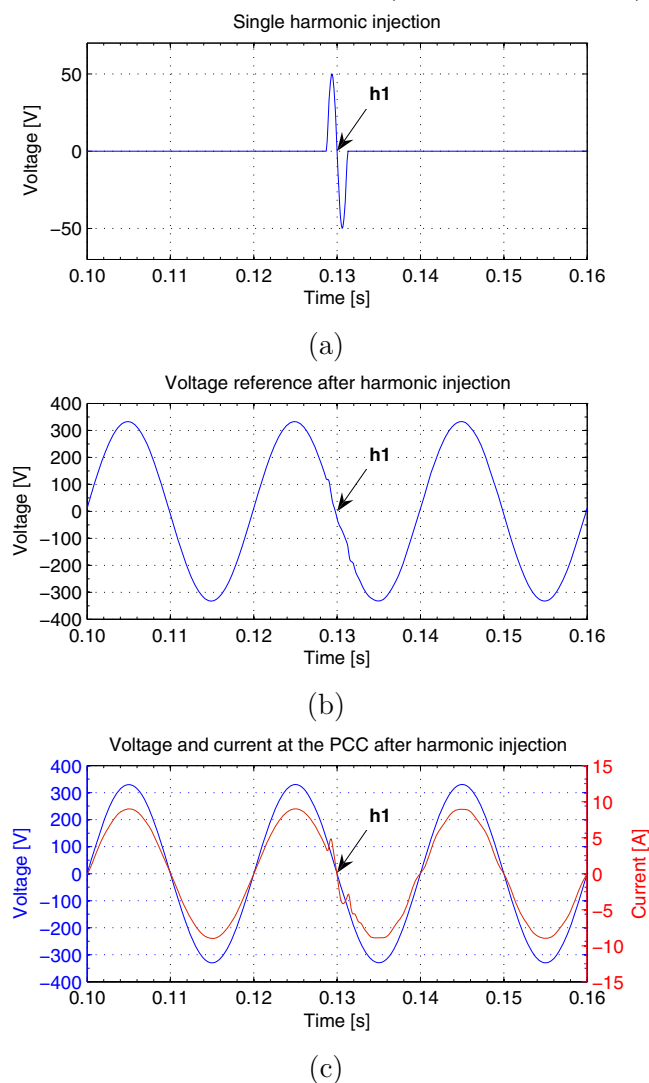 Single harmonic injection
50
0
−50
Voltage [V]
h1
0.10 0.11 0.12 0.13 0.14 0.15 0.16
Time [s]
(a)
Voltage reference after harmonic injection
400
300
200
100
0
−100
−200
−300
−400
Voltage [V]
h1
0.10 0.11 0.12 0.13 0.14 0.15 0.16
Time [s]
(b)
Voltage and current at the PCC after harmonic injection
400
300
200
100
0
−100
−200
−300
−400
Voltage [V]
h1
15
10
5
0
−5
−10
−15
Current [A]
0.10 0.11 0.12 0.13 0.14 0.15 0.16
Time [s]
(c)